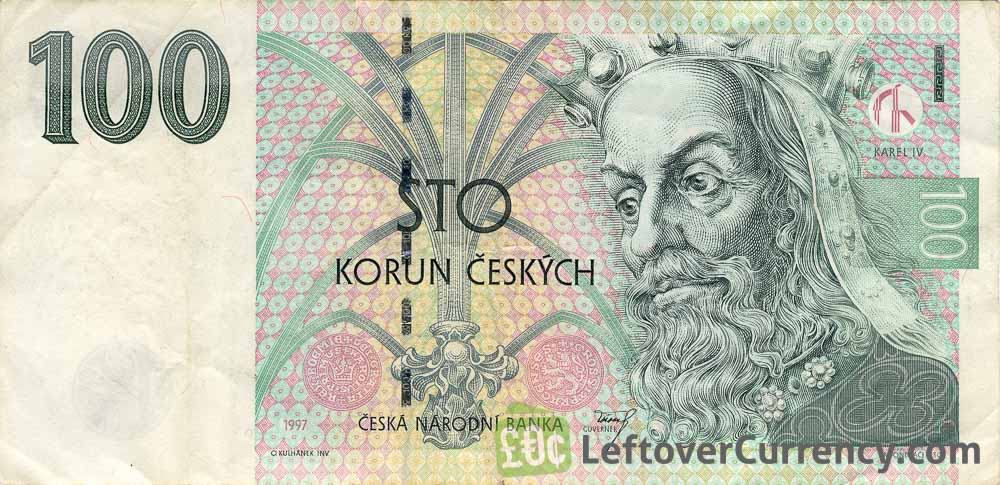 100
KAREL IV.
100
STO
KORUN ČESKÝCH
1997
ČESKÁ NÁRODNÍ BANKA
GUVERNÉR
£€¢
© KULHÁNEK INV
LeftoverCurrency.com